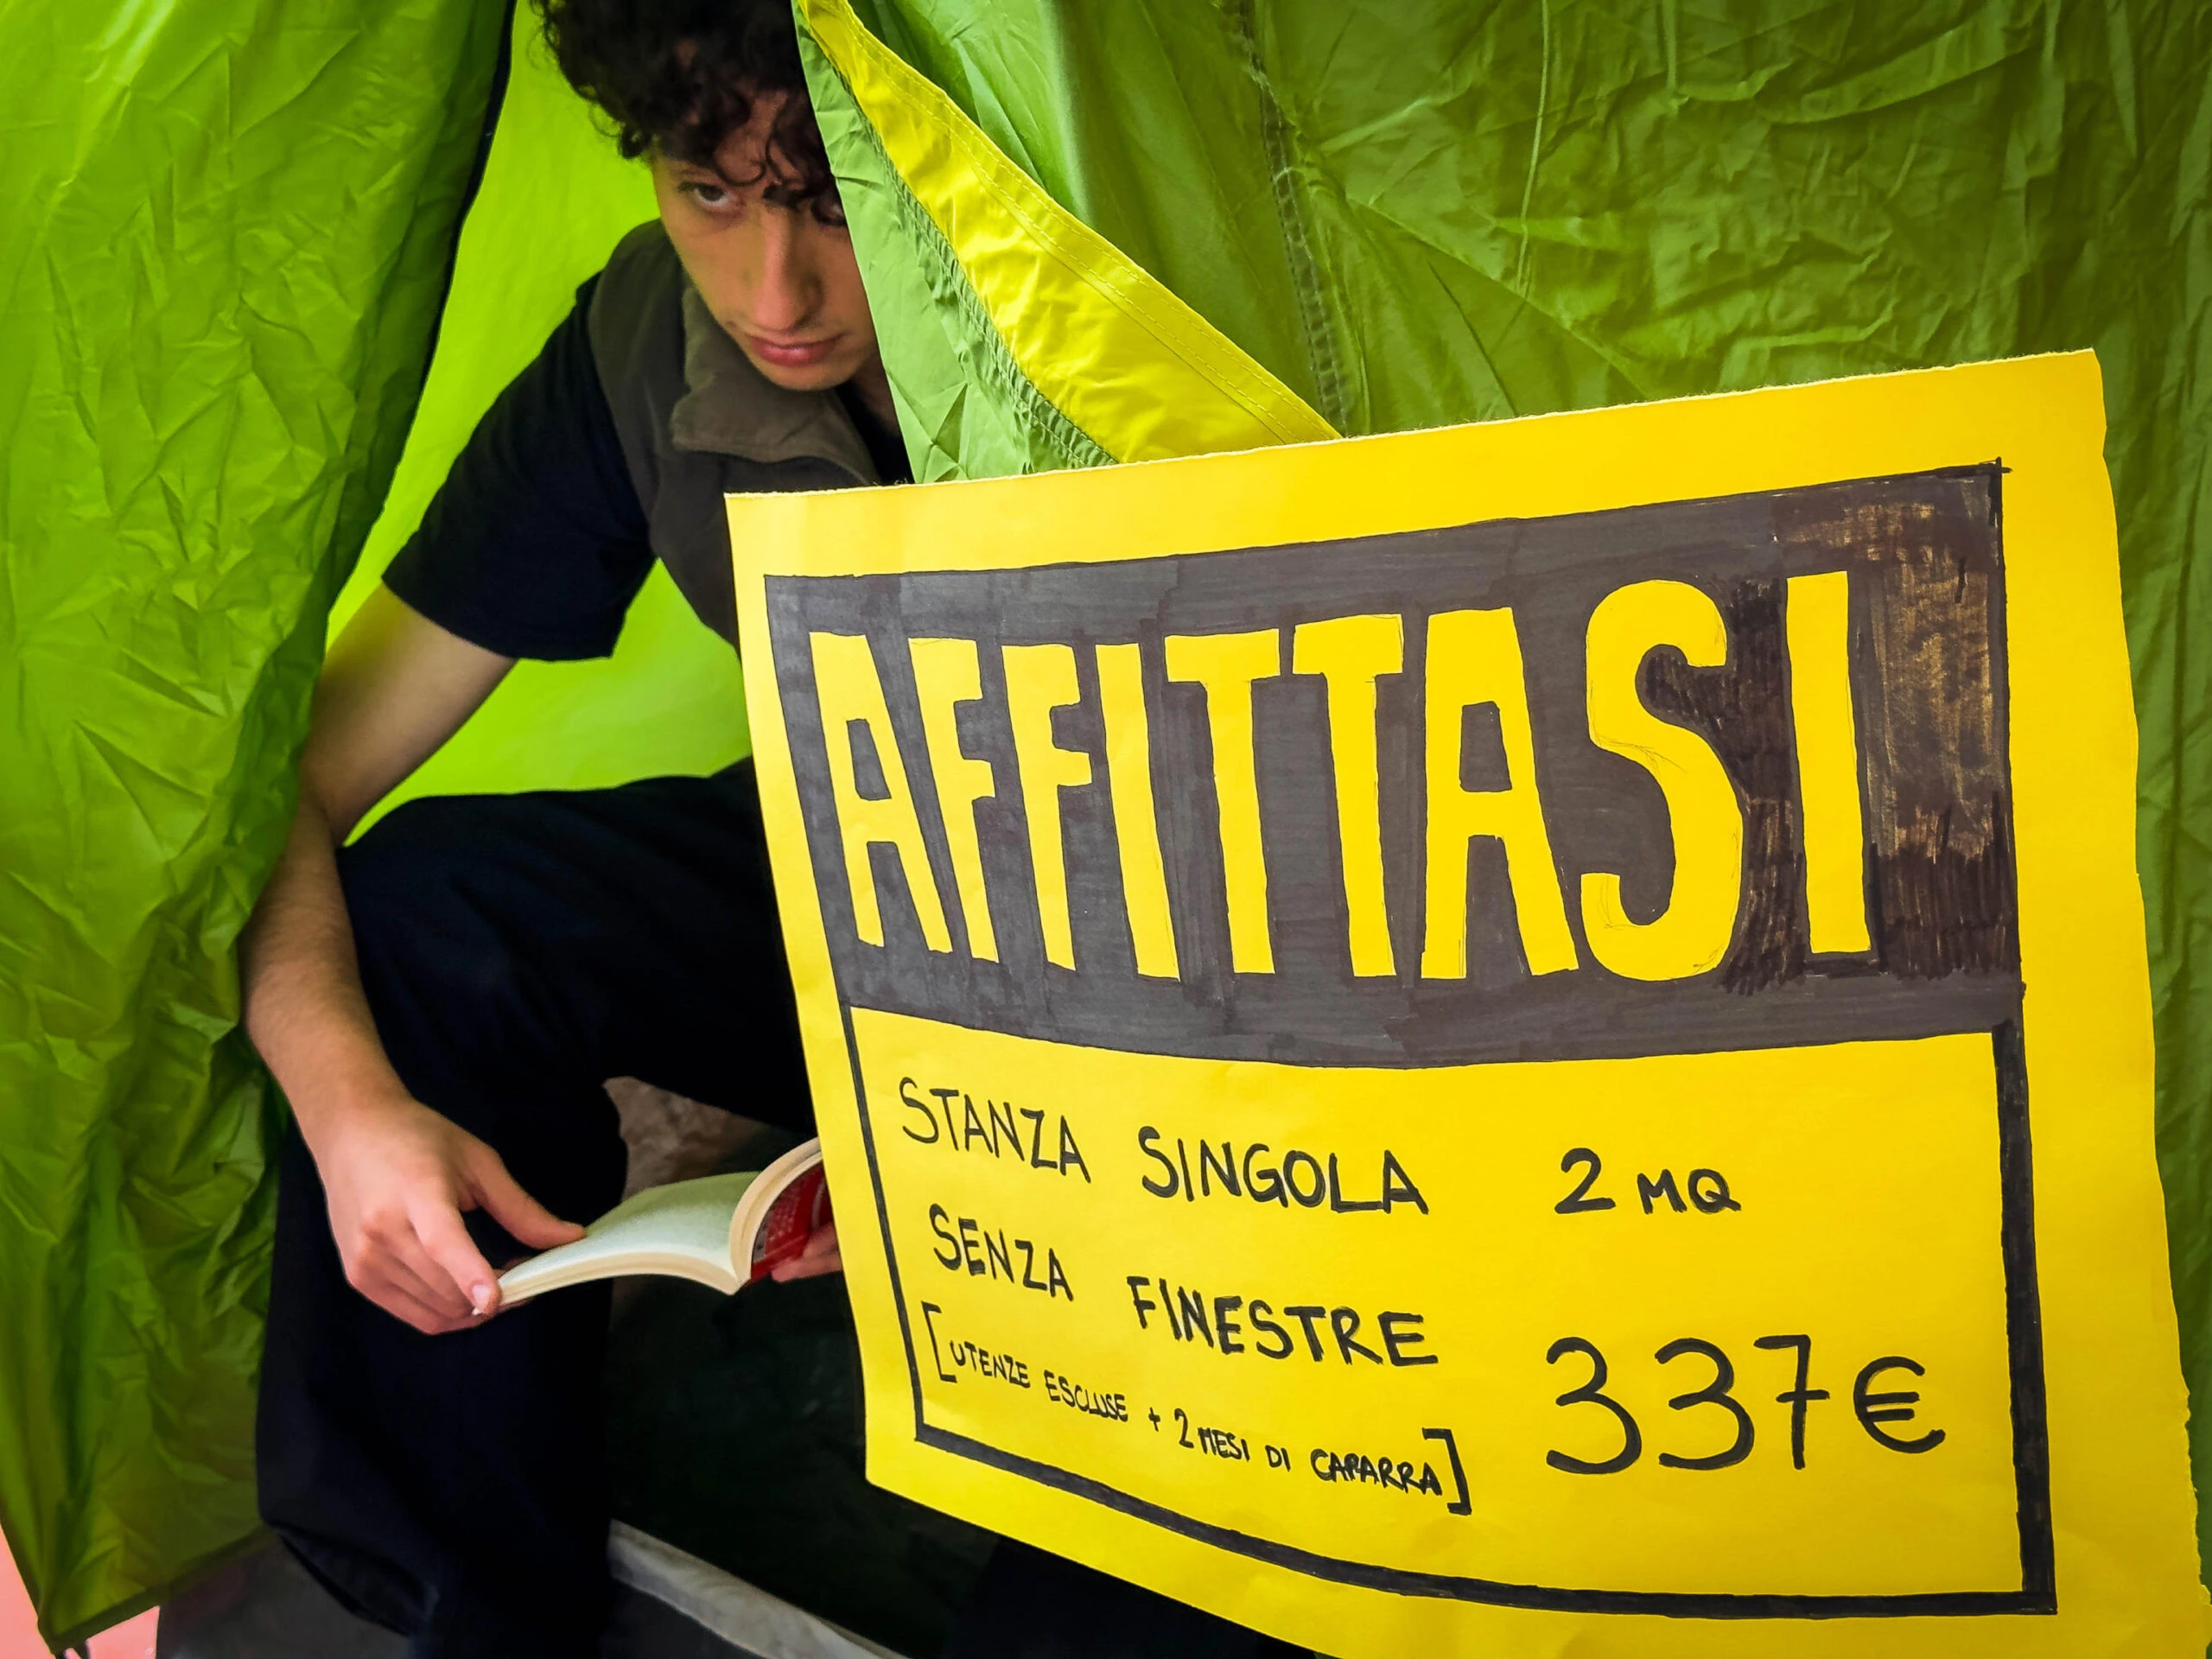 AFFITTASI
STANZA SINGOLA 2 MQ
SENZA FINESTRE
[UTENZE ESCLUSE + 2 MESI DI CAPARRA]
337€